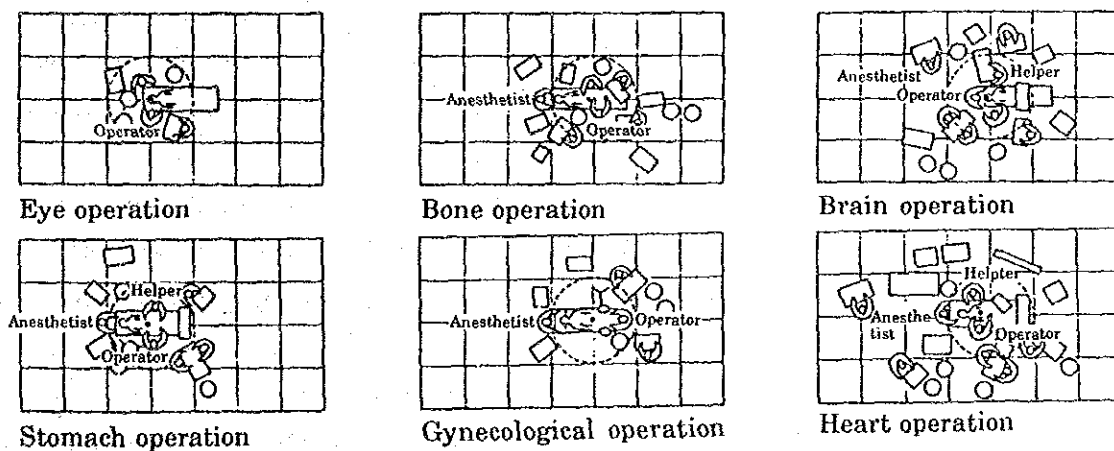 Operator
Eye operation
Anesthetist
Operator
Bone operation
Anesthetist
Helper
Operator
Brain operation
Helper
Anesthetist
Operator
Stomach operation
Anesthetist
Operator
Gynecological operation
Helpter
Anesthe
tist
Operator
Heart operation